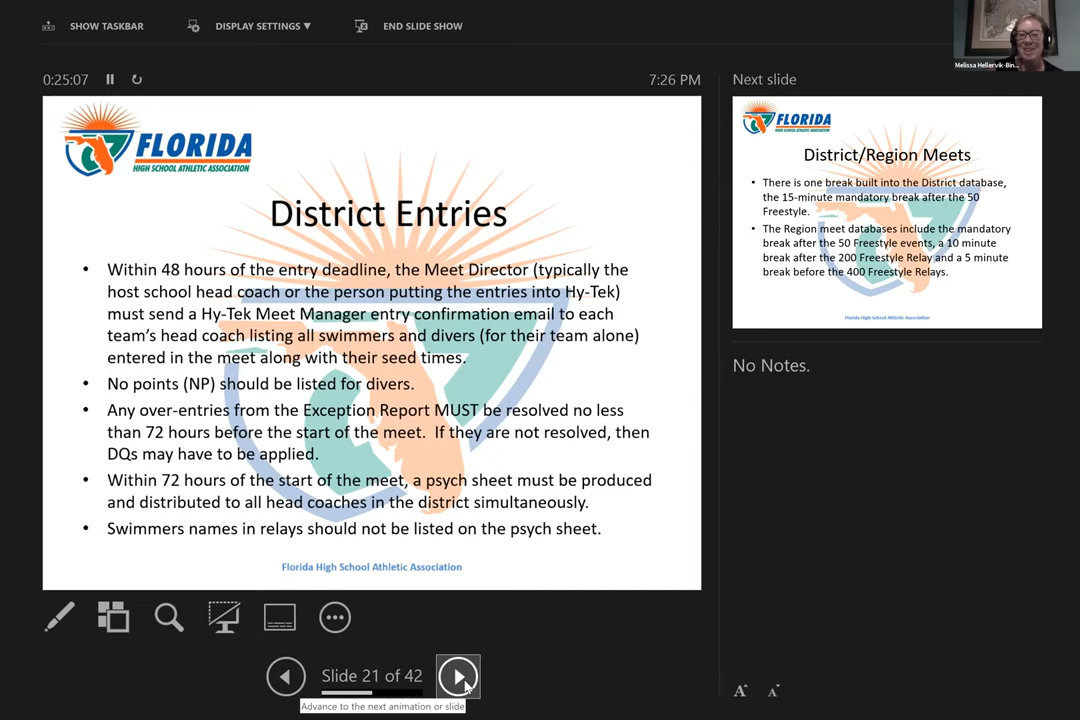 SHOW TASKBAR
DISPLAY SETTINGS ▼
END SLIDE SHOW
Melissa Hellervik-Bin...
0:25:07
7:26 PM
Next slide
FLORIDA
HIGH SCHOOL ATHLETIC ASSOCIATION
District Entries
• Within 48 hours of the entry deadline, the Meet Director (typically the
host school head coach or the person putting the entries into Hy-Tek)
must send a Hy-Tek Meet Manager entry confirmation email to each
team's head coach listing all swimmers and divers (for their team alone)
entered in the meet along with their seed times.
• No points (NP) should be listed for divers.
• Any over-entries from the Exception Report MUST be resolved no less
than 72 hours before the start of the meet.  If they are not resolved, then
DQs may have to be applied.
• Within 72 hours of the start of the meet, a psych sheet must be produced
and distributed to all head coaches in the district simultaneously.
• Swimmers names in relays should not be listed on the psych sheet.
Florida High School Athletic Association
FLORIDA
HIGH SCHOOL ATHLETIC ASSOCIATION
District/Region Meets
• There is one break built into the District database,
the 15-minute mandatory break after the 50
Freestyle.
• The Region meet databases include the mandatory
break after the 50 Freestyle events, a 10 minute
break after the 200 Freestyle Relay and a 5 minute
break before the 400 Freestyle Relays.
Florida High School Athletic Association
No Notes.
Slide 21 of 42
Advance to the next animation or slide
A A